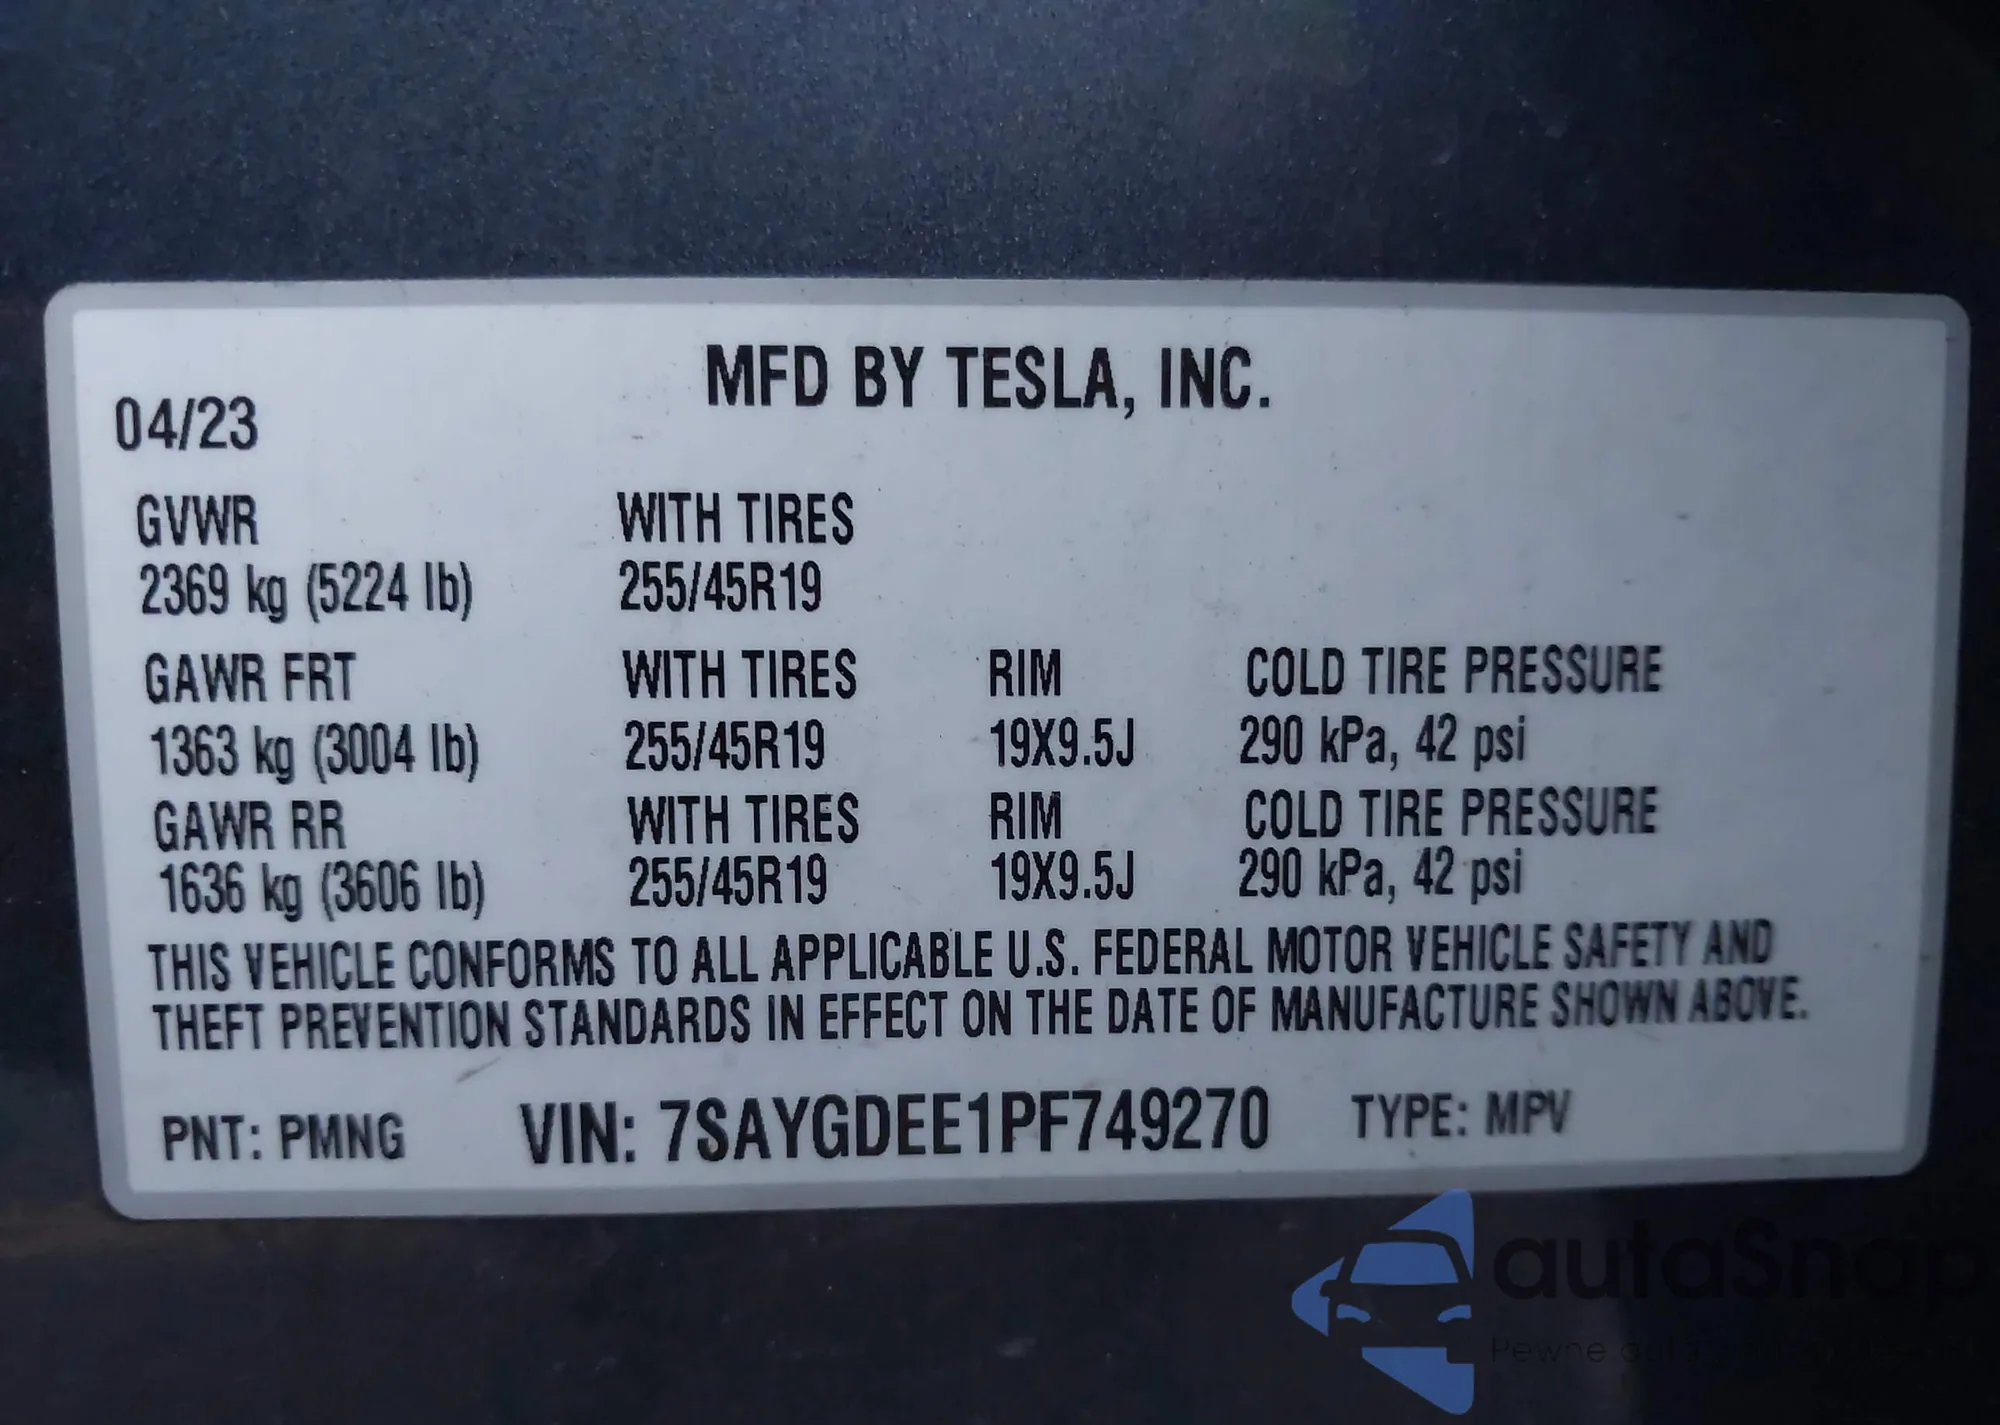 MFD BY TESLA, INC.
04/23
GVWR WITH TIRES
2369 kg (5224 lb) 255/45R19
GAWR FRT WITH TIRES RIM COLD TIRE PRESSURE
1363 kg (3004 lb) 255/45R19 19X9.5J 290 kPa, 42 psi
GAWR RR WITH TIRES RIM COLD TIRE PRESSURE
1636 kg (3606 lb) 255/45R19 19X9.5J 290 kPa, 42 psi
THIS VEHICLE CONFORMS TO ALL APPLICABLE U.S. FEDERAL MOTOR VEHICLE SAFETY AND
THEFT PREVENTION STANDARDS IN EFFECT ON THE DATE OF MANUFACTURE SHOWN ABOVE.
PNT: PMNG VIN: 7SAYGDEE1PF749270 TYPE: MPV
autaSnap
Pewne auta